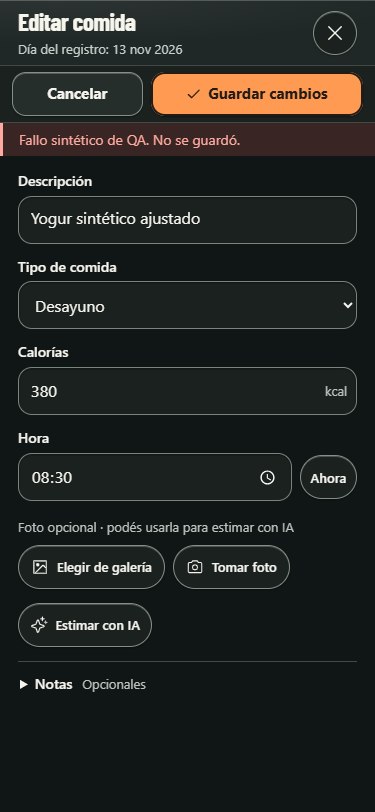 Editar comida
Día del registro: 13 nov 2026
Cancelar
Guardar cambios
Fallo sintético de QA. No se guardó.
Descripción
Yogur sintético ajustado
Tipo de comida
Desayuno
Calorías
380 kcal
Hora
08:30
Ahora
Foto opcional · podés usarla para estimar con IA
Elegir de galería
Tomar foto
Estimar con IA
Notas Opcionales